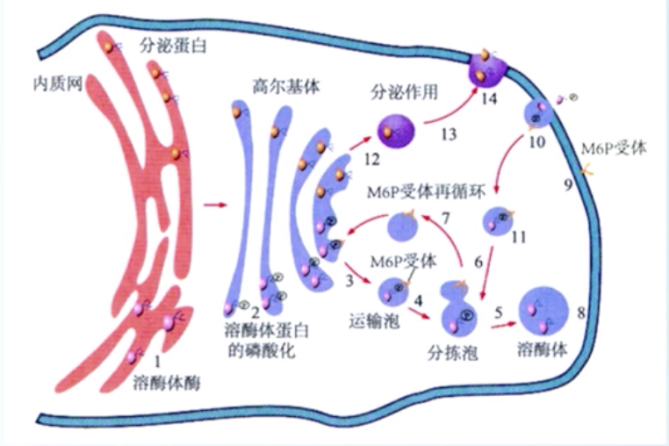 分泌蛋白
内质网
高尔基体
分泌作用
14
13
12
10
M6P受体
9
M6P受体再循环
7
11
M6P受体
6
3
4
运输泡
5
8
分拣泡
溶酶体
2
溶酶体蛋白
的磷酸化
1
溶酶体酶